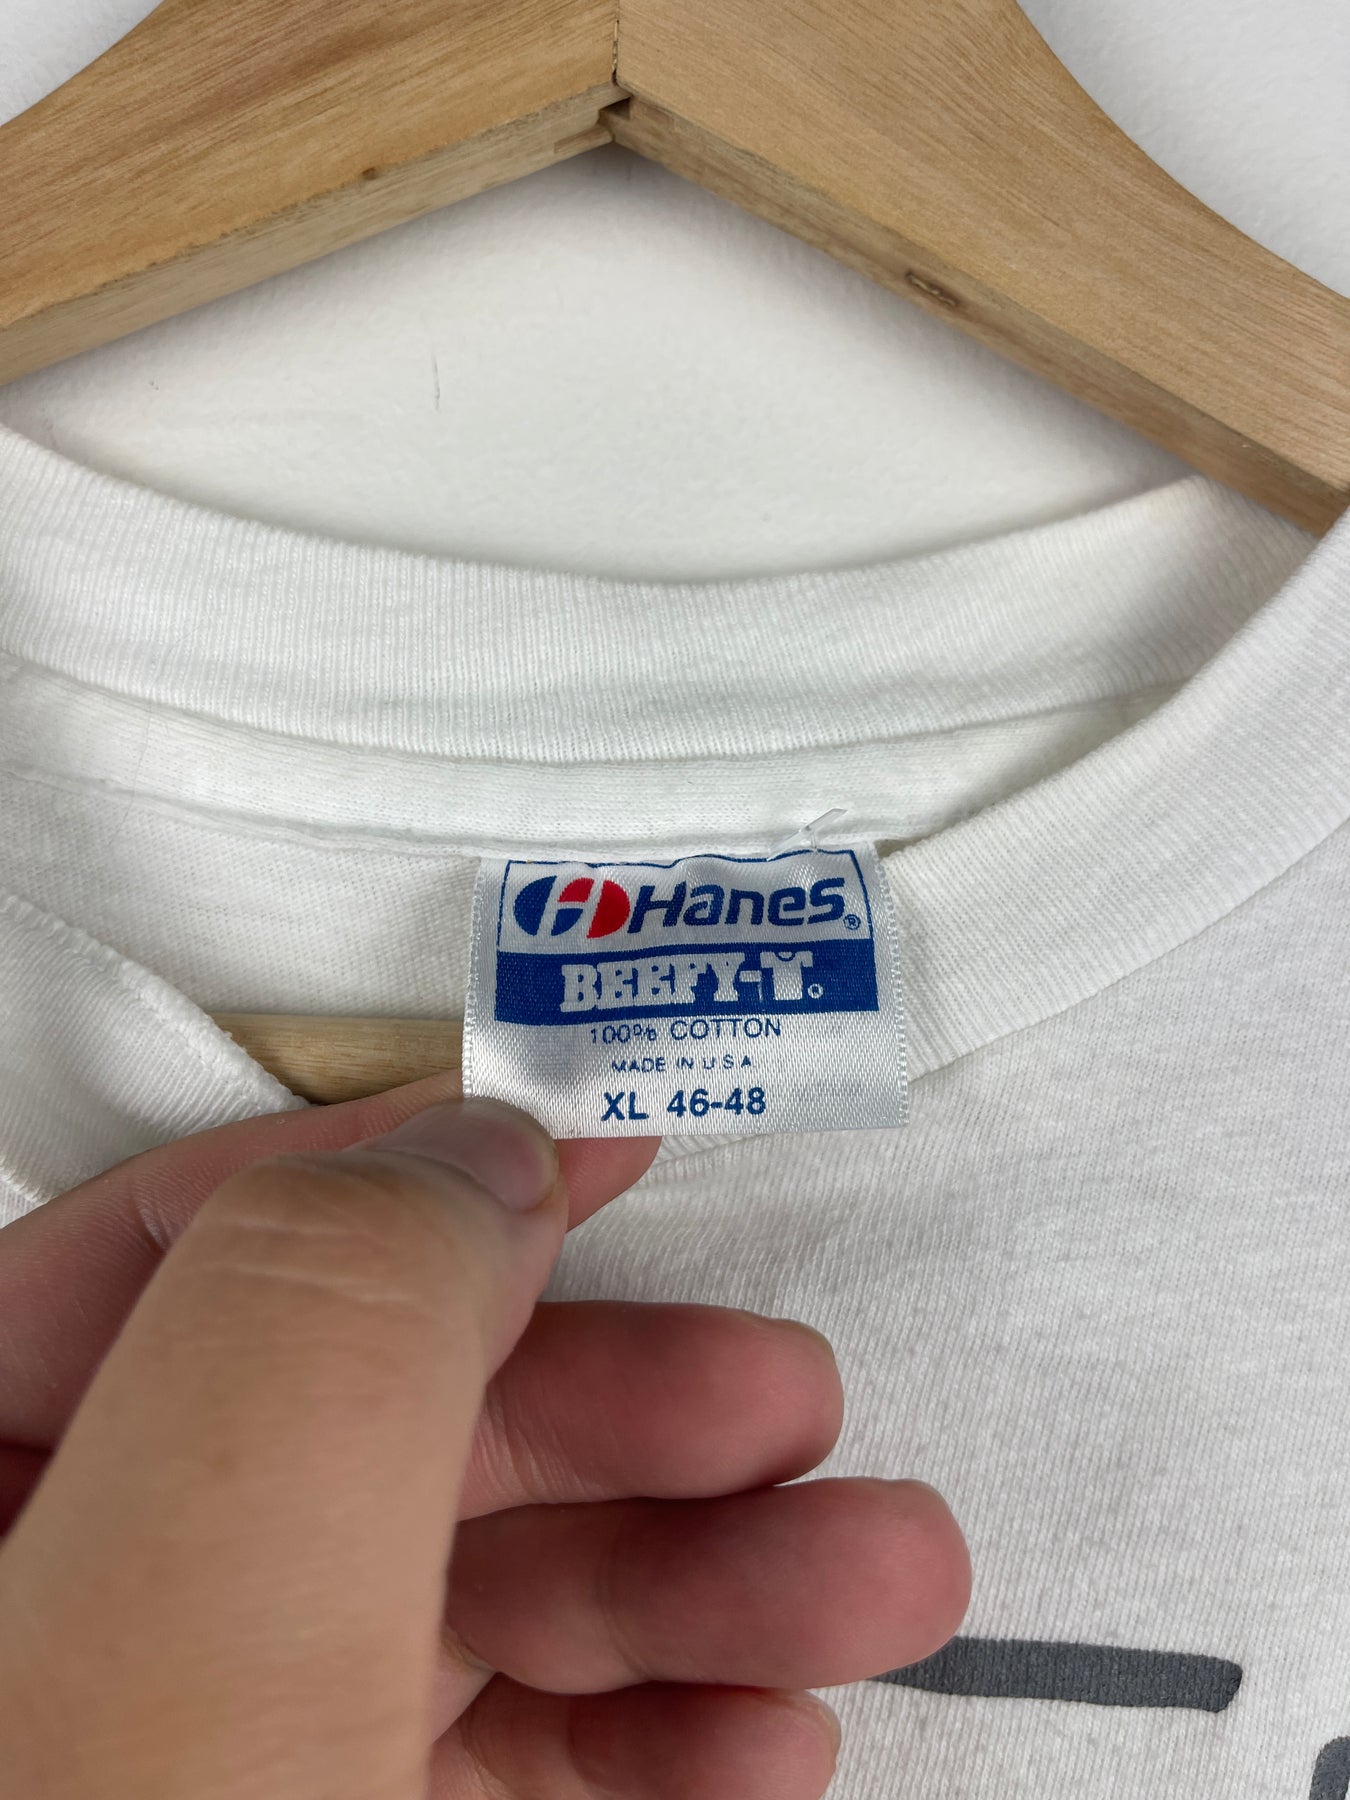 Hanes®
BEEFY-T®
100% COTTON
MADE IN U S A
XL 46-48